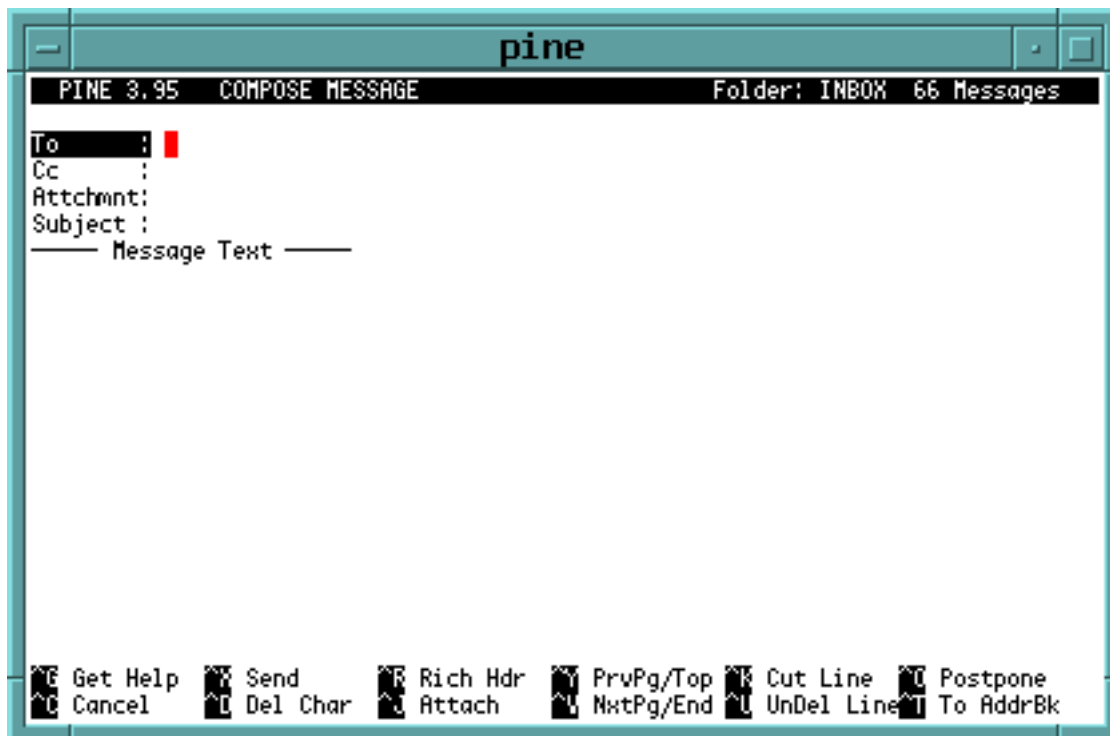 pine
PINE 3.95 COMPOSE MESSAGE Folder: INBOX 66 Messages
To :
Cc :
Attchmnt:
Subject :
Message Text
^G Get Help ^X Send ^R Rich Hdr ^Y PrvPg/Top ^K Cut Line ^O Postpone
^C Cancel ^D Del Char ^J Attach ^V NxtPg/End ^U UnDel Line ^T To AddrBk